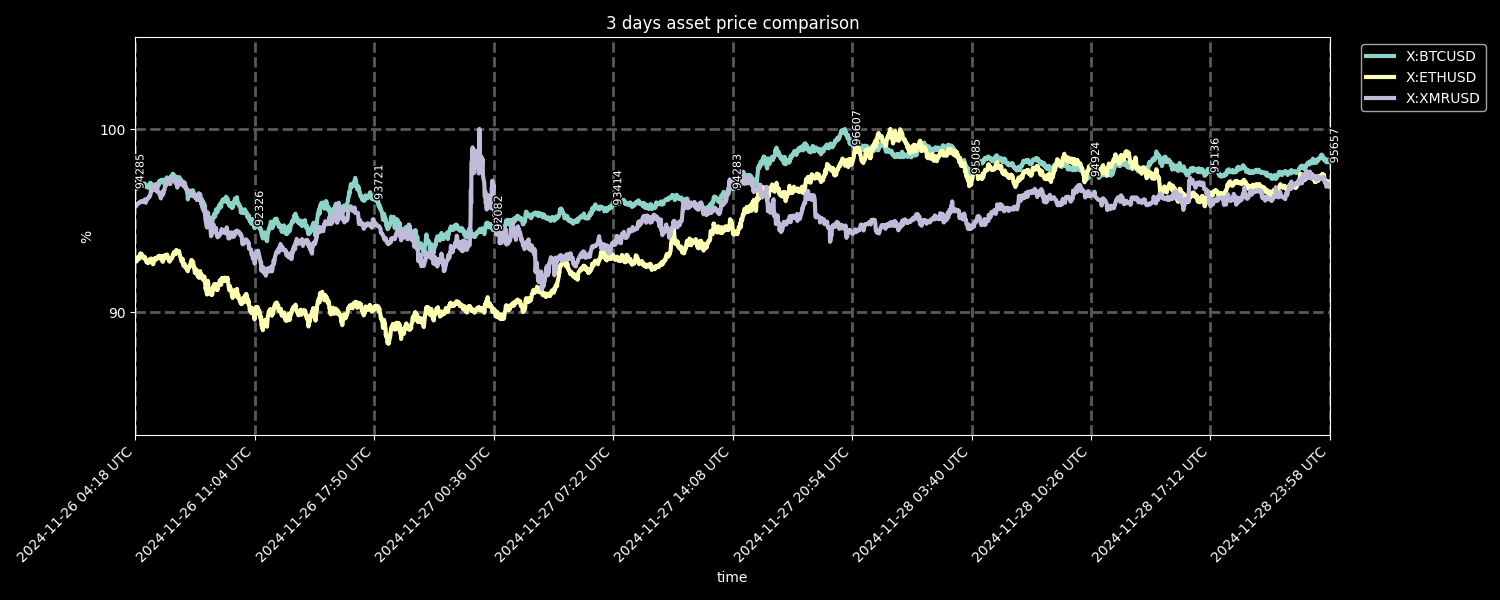 3 days asset price comparison
X:BTCUSD
X:ETHUSD
X:XMRUSD
%
100
90
94285
92326
93721
92082
93414
94283
96607
95085
94924
95136
95657
2024-11-26 04:18 UTC
2024-11-26 11:04 UTC
2024-11-26 17:50 UTC
2024-11-27 00:36 UTC
2024-11-27 07:22 UTC
2024-11-27 14:08 UTC
2024-11-27 20:54 UTC
2024-11-28 03:40 UTC
2024-11-28 10:26 UTC
2024-11-28 17:12 UTC
2024-11-28 23:58 UTC
time